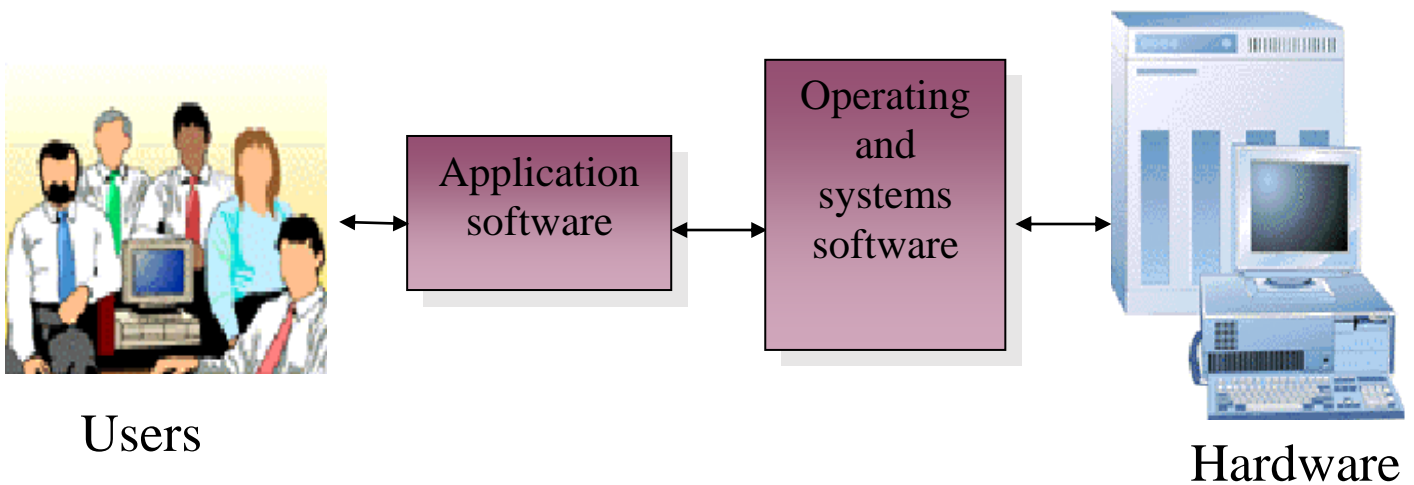 Users
Application
software
Operating
and
systems
software
Hardware